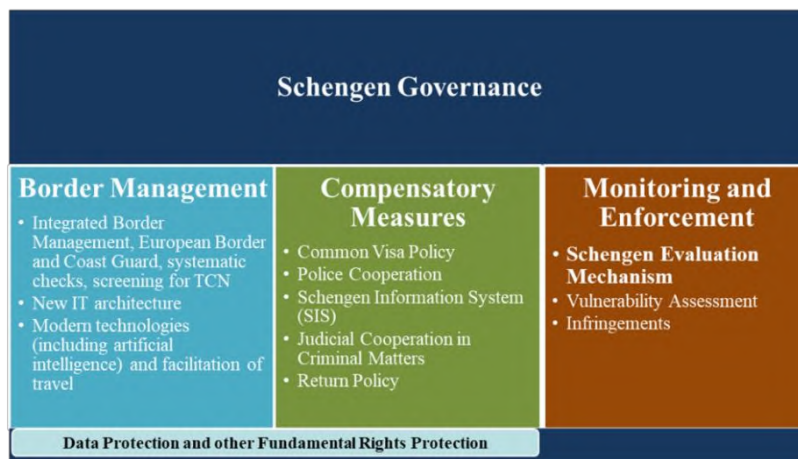 Schengen Governance
Border Management
• Integrated Border
Management, European Border
and Coast Guard, systematic
checks, screening for TCN
• New IT architecture
• Modern technologies
(including artificial
intelligence) and facilitation of
travel
Compensatory
Measures
• Common Visa Policy
• Police Cooperation
• Schengen Information System
(SIS)
• Judicial Cooperation in
Criminal Matters
• Return Policy
Monitoring and
Enforcement
• Schengen Evaluation
Mechanism
• Vulnerability Assessment
• Infringements
Data Protection and other Fundamental Rights Protection